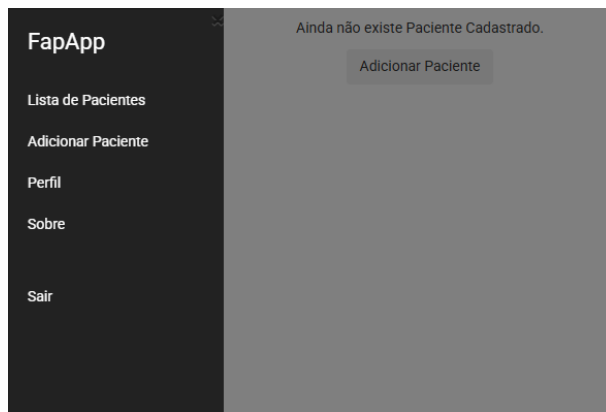 FapApp
Lista de Pacientes
Adicionar Paciente
Perfil
Sobre
Sair
Ainda não existe Paciente Cadastrado.
Adicionar Paciente